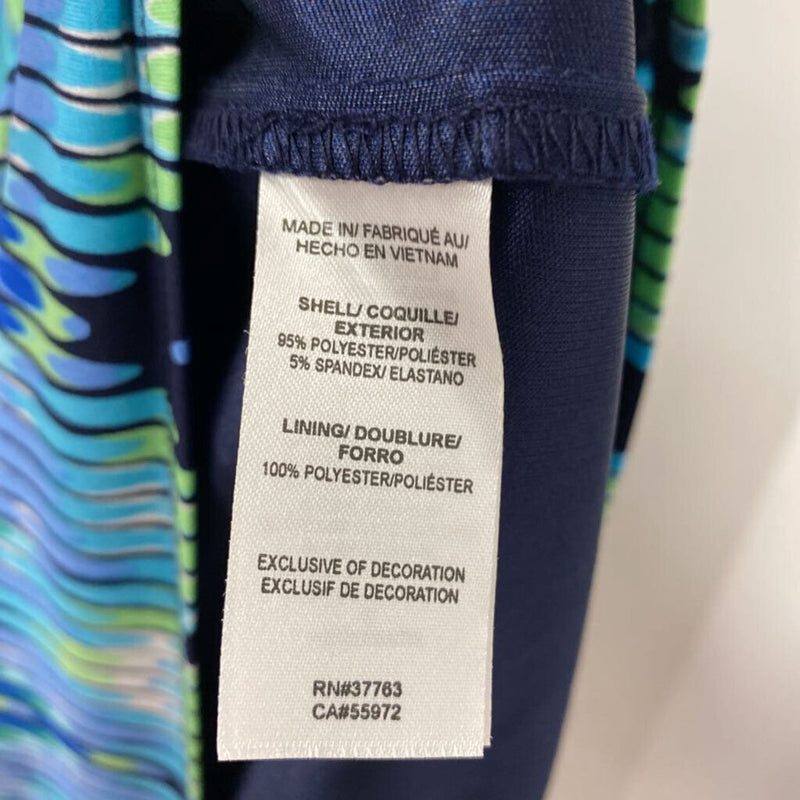 MADE IN/ FABRIQUÉ AU/
HECHO EN VIETNAM
SHELL/ COQUILLE/
EXTERIOR
95% POLYESTER/POLIÉSTER
5% SPANDEX/ ELASTANO
LINING/ DOUBLURE/
FORRO
100% POLYESTER/POLIÉSTER
EXCLUSIVE OF DECORATION
EXCLUSIF DE DECORATION
RN#37763
CA#55972